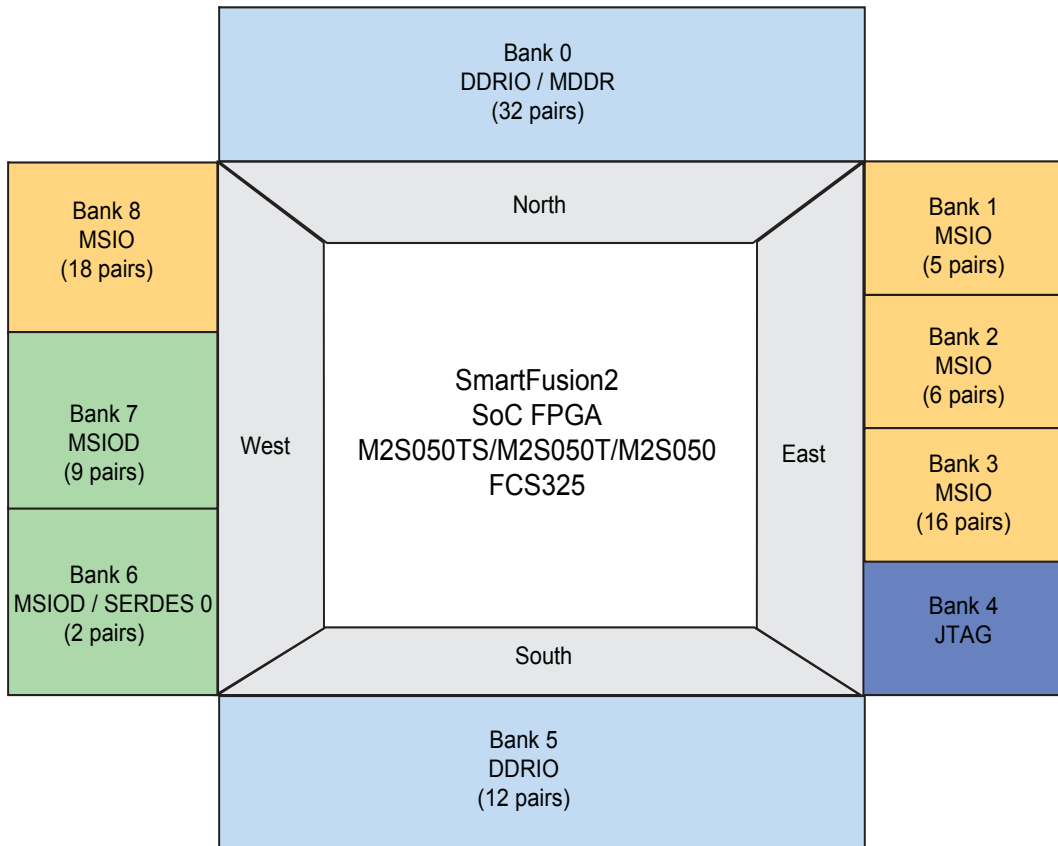 Bank 0
DDRIO / MDDR
(32 pairs)
Bank 8
MSIO
(18 pairs)
North
Bank 1
MSIO
(5 pairs)
Bank 2
MSIO
(6 pairs)
Bank 7
MSIOD
(9 pairs)
West
SmartFusion2
SoC FPGA
M2S050TS/M2S050T/M2S050
FCS325
East
Bank 3
MSIO
(16 pairs)
Bank 6
MSIOD / SERDES 0
(2 pairs)
Bank 4
JTAG
South
Bank 5
DDRIO
(12 pairs)